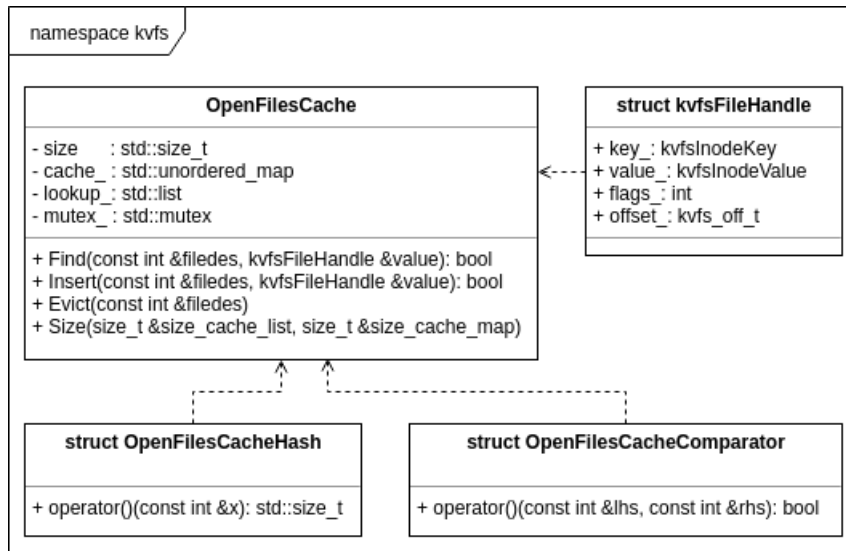 namespace kvfs
OpenFilesCache
- size : std::size_t
- cache_ : std::unordered_map
- lookup_: std::list
- mutex_ : std::mutex
+ Find(const int &filedes, kvfsFileHandle &value): bool
+ Insert(const int &filedes, kvfsFileHandle &value): bool
+ Evict(const int &filedes)
+ Size(size_t &size_cache_list, size_t &size_cache_map)
struct kvfsFileHandle
+ key_: kvfsInodeKey
+ value_: kvfsInodeValue
+ flags_: int
+ offset_: kvfs_off_t
struct OpenFilesCacheHash
+ operator()(const int &x): std::size_t
struct OpenFilesCacheComparator
+ operator()(const int &lhs, const int &rhs): bool